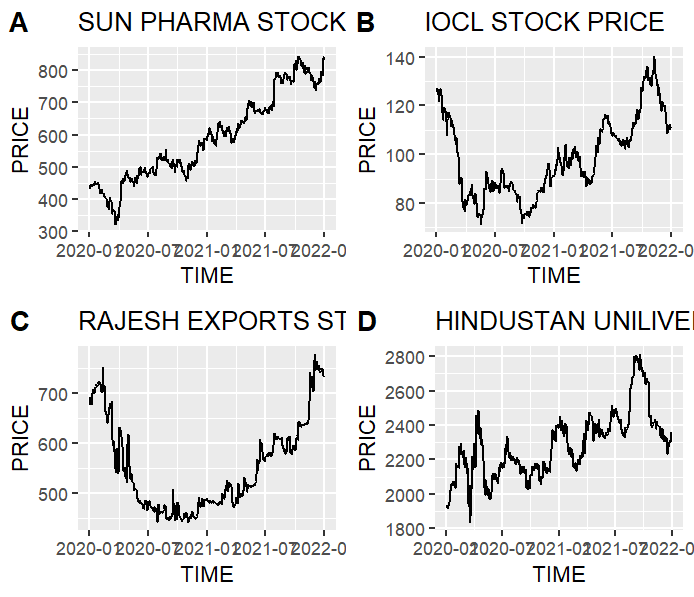 A SUN PHARMA STOCK
800
700
600
500
400
300
PRICE
2020-01 2020-07 2021-01 2021-07 2022-0
TIME
B IOCL STOCK PRICE
140
120
100
80
PRICE
2020-01 2020-07 2021-01 2021-07 2022-0
TIME
C RAJESH EXPORTS ST
700
600
500
PRICE
2020-01 2020-07 2021-01 2021-07 2022-0
TIME
D HINDUSTAN UNILIVE
2800
2600
2400
2200
2000
1800
PRICE
2020-01 2020-07 2021-01 2021-07 2022-0
TIME